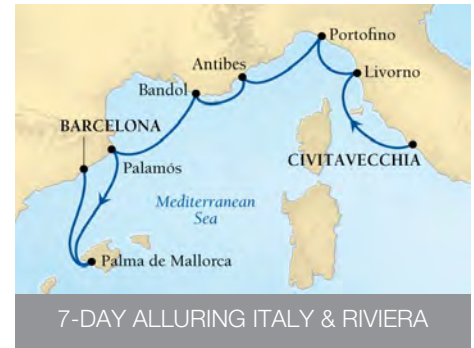 Portofino
Antibes
Livorno
Bandol
BARCELONA
CIVITAVECCHIA
Palamós
Mediterranean
Sea
Palma de Mallorca
7-DAY ALLURING ITALY & RIVIERA